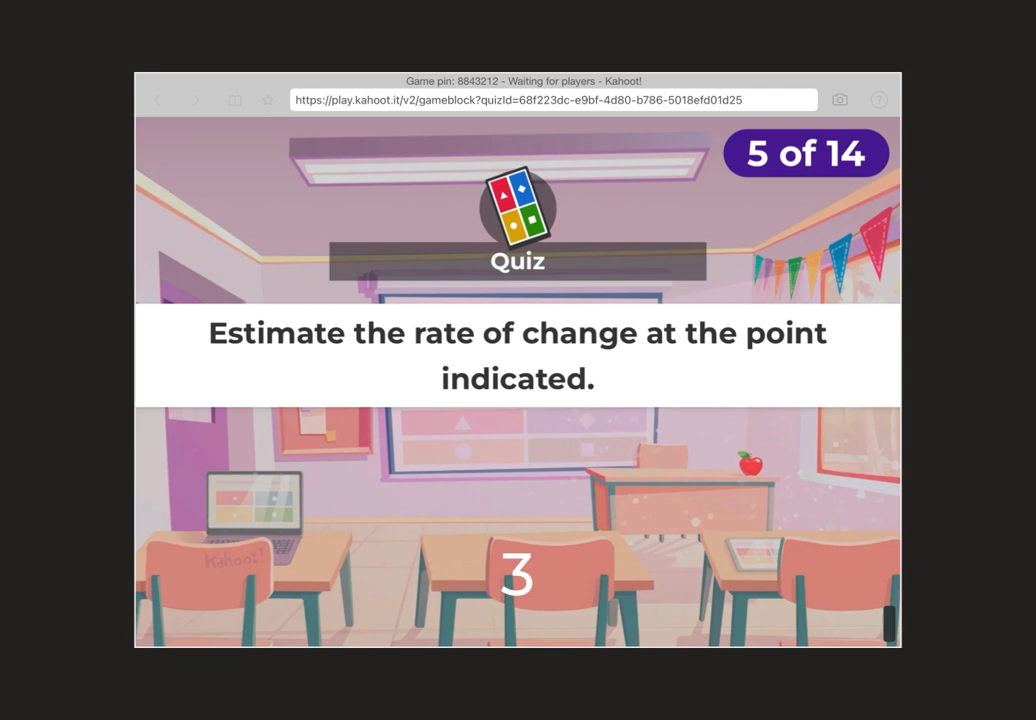 Game pin: 8843212 - Waiting for players - Kahoot!
https://play.kahoot.it/v2/gameblock?quizId=68f223dc-e9bf-4d80-b786-5018efd01d25
?
5 of 14
Quiz
Estimate the rate of change at the point
indicated.
Kahoot!
3